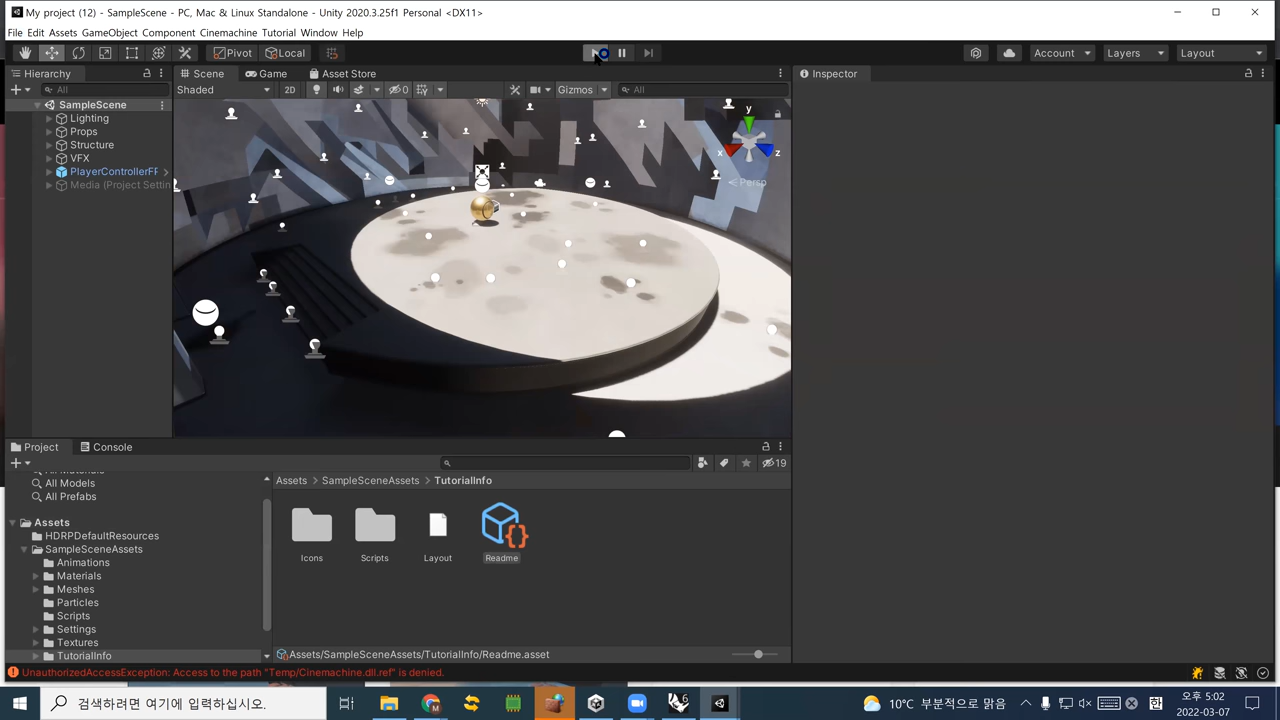 My project (12) - SampleScene - PC, Mac & Linux Standalone - Unity 2020.3.25f1 Personal <DX11>
File Edit Assets GameObject Component Cinemachine Tutorial Window Help
Pivot Local Account Layers Layout
Hierarchy Scene Game Asset Store Inspector
All Shaded 2D 0 Gizmos All
SampleScene
Lighting
Props
Structure
VFX
PlayerControllerFF
Media (Project Settin
y
x z
Persp
Project Console
19
All Models
All Prefabs
Assets
HDRPDefaultResources
SampleSceneAssets
Animations
Materials
Meshes
Particles
Scripts
Settings
Textures
TutorialInfo
Assets > SampleSceneAssets > TutorialInfo
Icons Scripts Layout Readme
Assets/SampleSceneAssets/TutorialInfo/Readme.asset
UnauthorizedAccessException: Access to the path "Temp/Cinemachine.dll.ref" is denied.
검색하려면 여기에 입력하십시오.
6
10°C 부분적으로 맑음
한
오후 5:02
2022-03-07